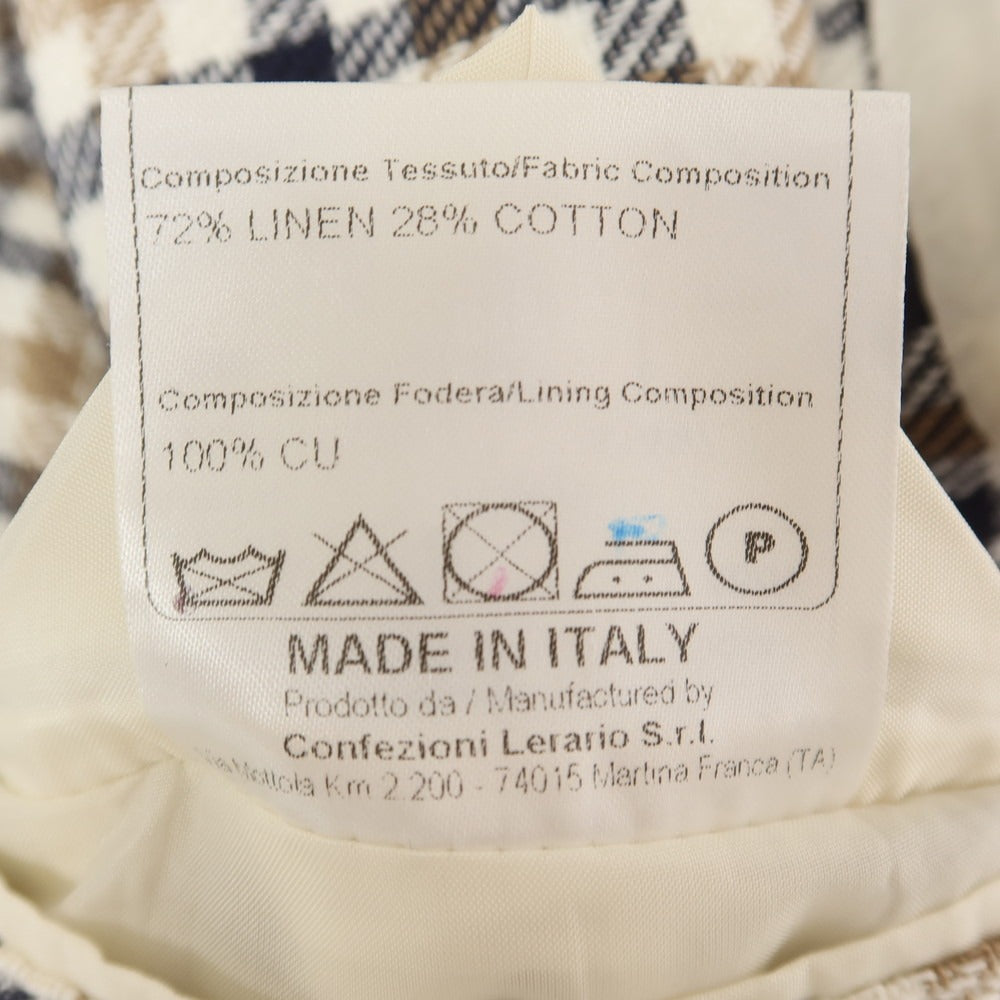 Composizione Tessuto/Fabric Composition
72% LINEN 28% COTTON
Composizione Fodera/Lining Composition
100% CU
P
MADE IN ITALY
Prodotto da / Manufactured by
Confezioni Lerario S.r.l.
Mottola Km 2.200 - 74015 Martina Franca (TA)